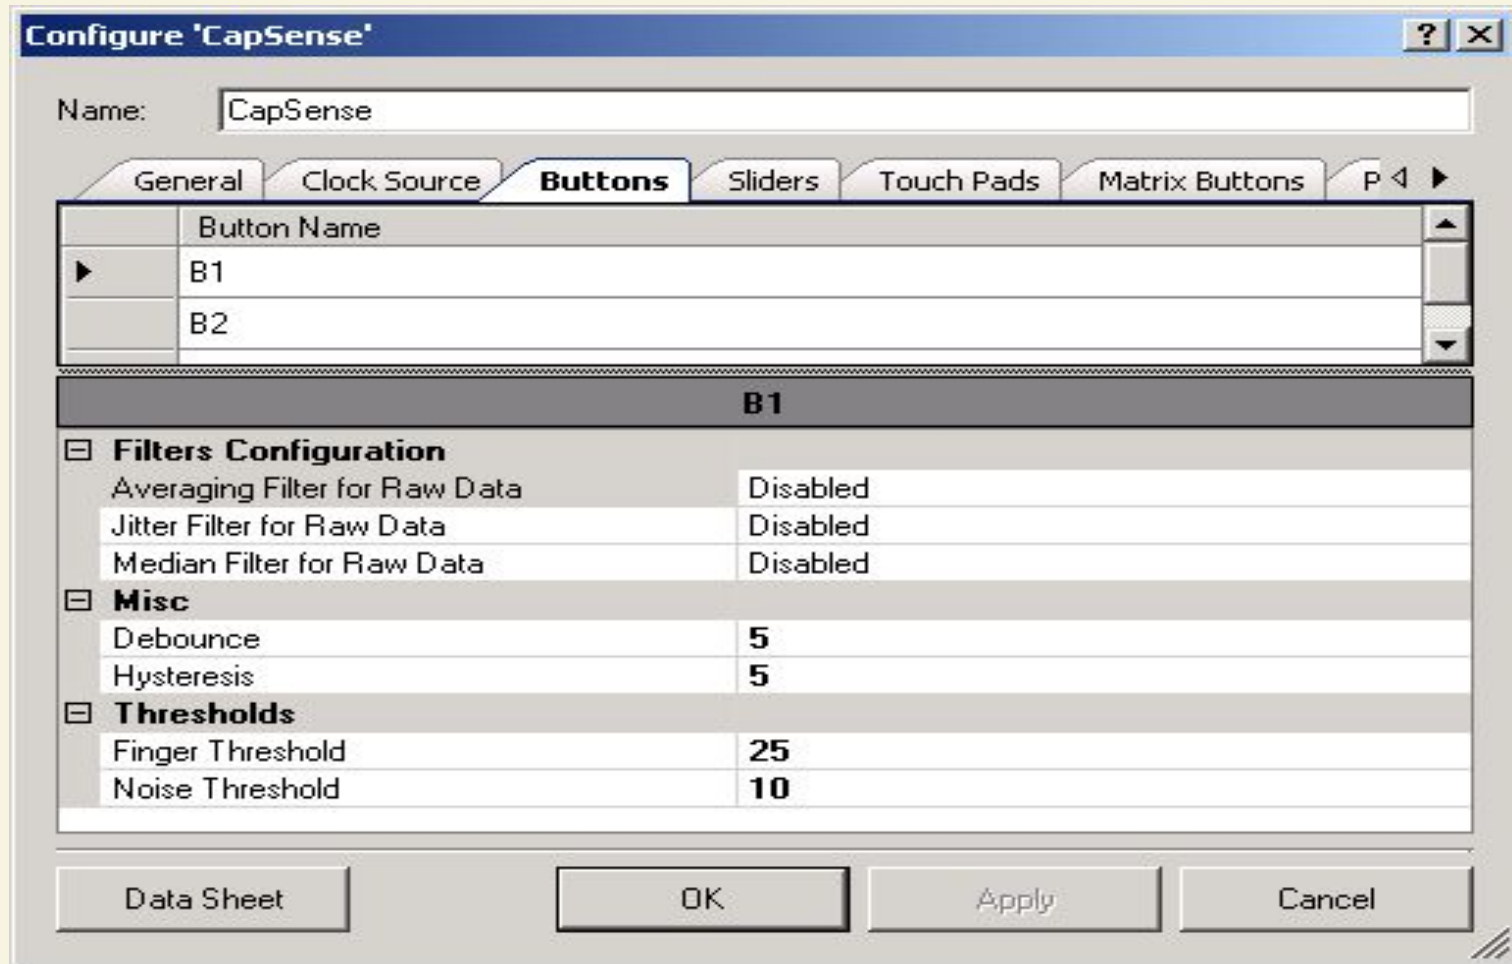 Configure 'CapSense'
Name: CapSense
General Clock Source Buttons Sliders Touch Pads Matrix Buttons P
Button Name
B1
B2
B1
Filters Configuration
Averaging Filter for Raw Data Disabled
Jitter Filter for Raw Data Disabled
Median Filter for Raw Data Disabled
Misc
Debounce 5
Hysteresis 5
Thresholds
Finger Threshold 25
Noise Threshold 10
Data Sheet OK Apply Cancel